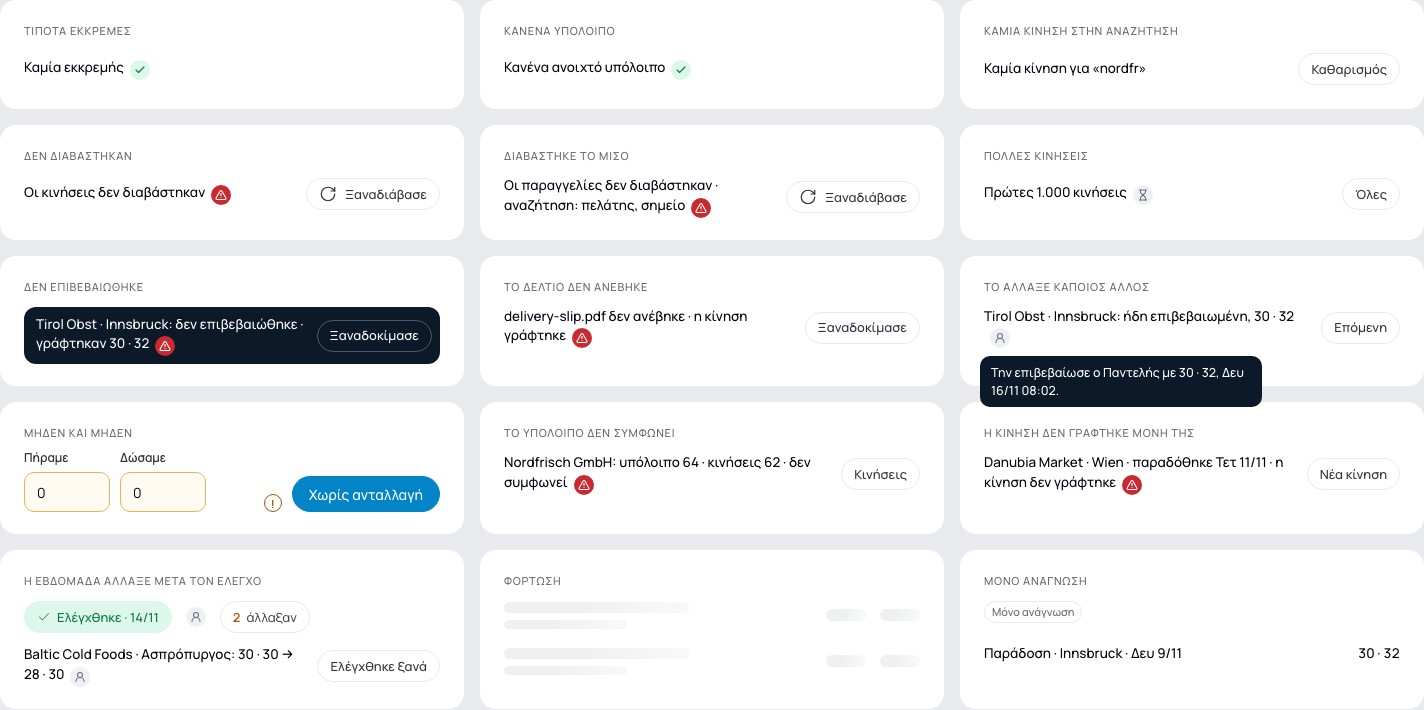 ΤΙΠΟΤΑ ΕΚΚΡΕΜΕΣ
Καμία εκκρεμής
ΚΑΝΕΝΑ ΥΠΟΛΟΙΠΟ
Κανένα ανοιχτό υπόλοιπο
ΚΑΜΙΑ ΚΙΝΗΣΗ ΣΤΗΝ ΑΝΑΖΗΤΗΣΗ
Καμία κίνηση για «nordfr»
Καθαρισμός
ΔΕΝ ΔΙΑΒΑΣΤΗΚΑΝ
Οι κινήσεις δεν διαβάστηκαν
Ξαναδιάβασε
ΔΙΑΒΑΣΤΗΚΕ ΤΟ ΜΙΣΟ
Οι παραγγελίες δεν διαβάστηκαν ·
αναζήτηση: πελάτης, σημείο
Ξαναδιάβασε
ΠΟΛΛΕΣ ΚΙΝΗΣΕΙΣ
Πρώτες 1.000 κινήσεις
Όλες
ΔΕΝ ΕΠΙΒΕΒΑΙΩΘΗΚΕ
Tirol Obst · Innsbruck: δεν επιβεβαιώθηκε ·
γράφτηκαν 30 · 32
Ξαναδοκίμασε
ΤΟ ΔΕΛΤΙΟ ΔΕΝ ΑΝΕΒΗΚΕ
delivery-slip.pdf δεν ανέβηκε · η κίνηση
γράφτηκε
Ξαναδοκίμασε
ΤΟ ΑΛΛΑΞΕ ΚΑΠΟΙΟΣ ΑΛΛΟΣ
Tirol Obst · Innsbruck: ήδη επιβεβαιωμένη, 30 · 32
Επόμενη
Την επιβεβαίωσε ο Παντελής με 30 · 32, Δευ
16/11 08:02.
ΜΗΔΕΝ ΚΑΙ ΜΗΔΕΝ
Πήραμε
Δώσαμε
0
0
Χωρίς ανταλλαγή
ΤΟ ΥΠΟΛΟΙΠΟ ΔΕΝ ΣΥΜΦΩΝΕΙ
Nordfrisch GmbH: υπόλοιπο 64 · κινήσεις 62 · δεν
συμφωνεί
Κινήσεις
Η ΚΙΝΗΣΗ ΔΕΝ ΓΡΑΦΤΗΚΕ ΜΟΝΗ ΤΗΣ
Danubia Market · Wien · παραδόθηκε Τετ 11/11 · η
κίνηση δεν γράφτηκε
Νέα κίνηση
Η ΕΒΔΟΜΑΔΑ ΑΛΛΑΞΕ ΜΕΤΑ ΤΟΝ ΕΛΕΓΧΟ
Ελέγχθηκε · 14/11
2 άλλαξαν
Baltic Cold Foods · Ασπρόπυργος: 30 · 30 →
28 · 30
Ελέγχθηκε ξανά
ΦΟΡΤΩΣΗ
ΜΟΝΟ ΑΝΑΓΝΩΣΗ
Μόνο ανάγνωση
Παράδοση · Innsbruck · Δευ 9/11
30 · 32